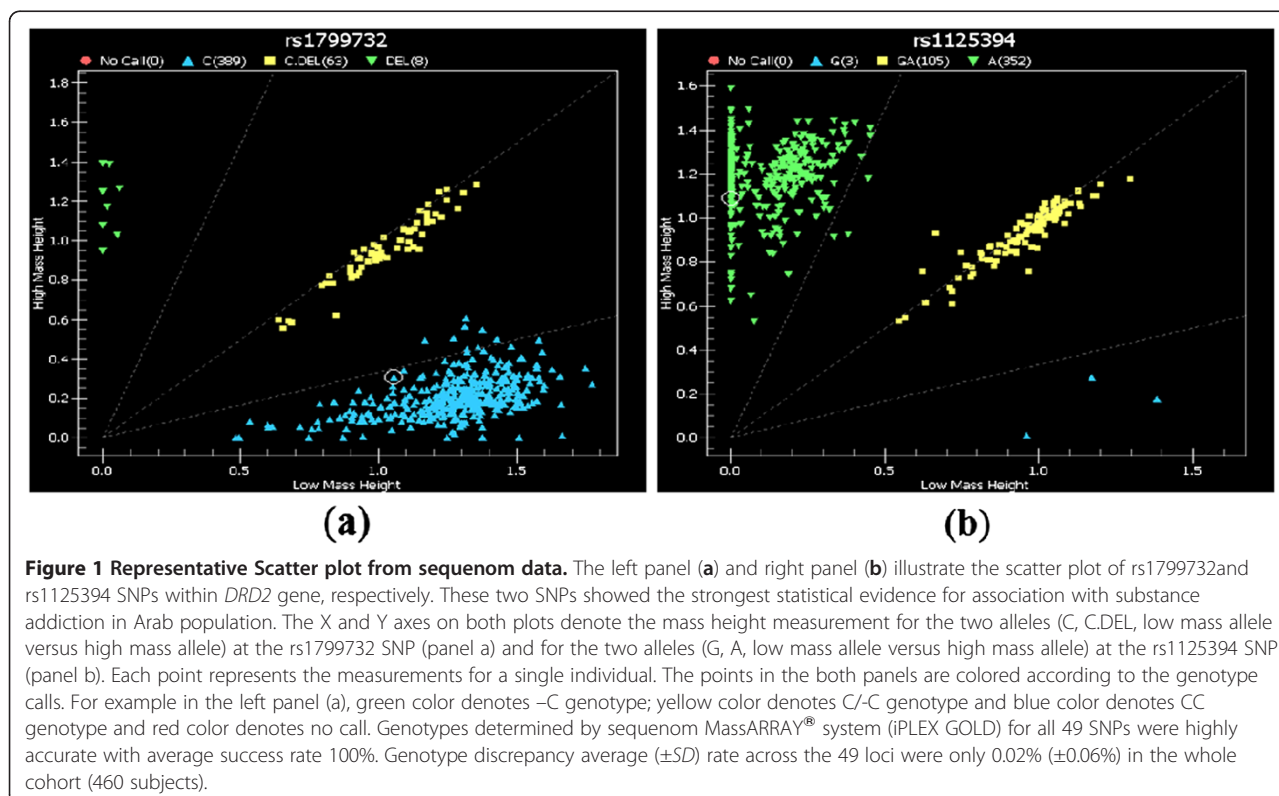 rs1799732
No Call(0) C(389) C.DEL(63) DEL(8)
1.8
1.6
1.4
1.2
1.0
0.8
0.6
0.4
0.2
0.0
High Mass Height
0.0 0.5 1.0 1.5
Low Mass Height
(a)
rs1125394
No Call(0) G(3) GA(105) A(352)
1.6
1.4
1.2
1.0
0.8
0.6
0.4
0.2
0.0
High Mass Height
0.0 0.5 1.0 1.5
Low Mass Height
(b)
Figure 1 Representative Scatter plot from sequenom data. The left panel (a) and right panel (b) illustrate the scatter plot of rs1799732and
rs1125394 SNPs within DRD2 gene, respectively. These two SNPs showed the strongest statistical evidence for association with substance
addiction in Arab population. The X and Y axes on both plots denote the mass height measurement for the two alleles (C, C.DEL, low mass allele
versus high mass allele) at the rs1799732 SNP (panel a) and for the two alleles (G, A, low mass allele versus high mass allele) at the rs1125394 SNP
(panel b). Each point represents the measurements for a single individual. The points in the both panels are colored according to the genotype
calls. For example in the left panel (a), green color denotes –C genotype; yellow color denotes C/-C genotype and blue color denotes CC
genotype and red color denotes no call. Genotypes determined by sequenom MassARRAY® system (iPLEX GOLD) for all 49 SNPs were highly
accurate with average success rate 100%. Genotype discrepancy average (±SD) rate across the 49 loci were only 0.02% (±0.06%) in the whole
cohort (460 subjects).